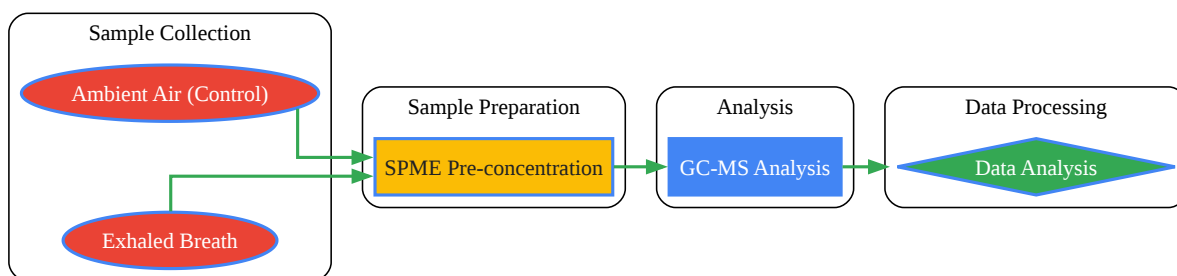 Sample Collection
Ambient Air (Control)
Exhaled Breath
Sample Preparation
SPME Pre-concentration
Analysis
GC-MS Analysis
Data Processing
Data Analysis